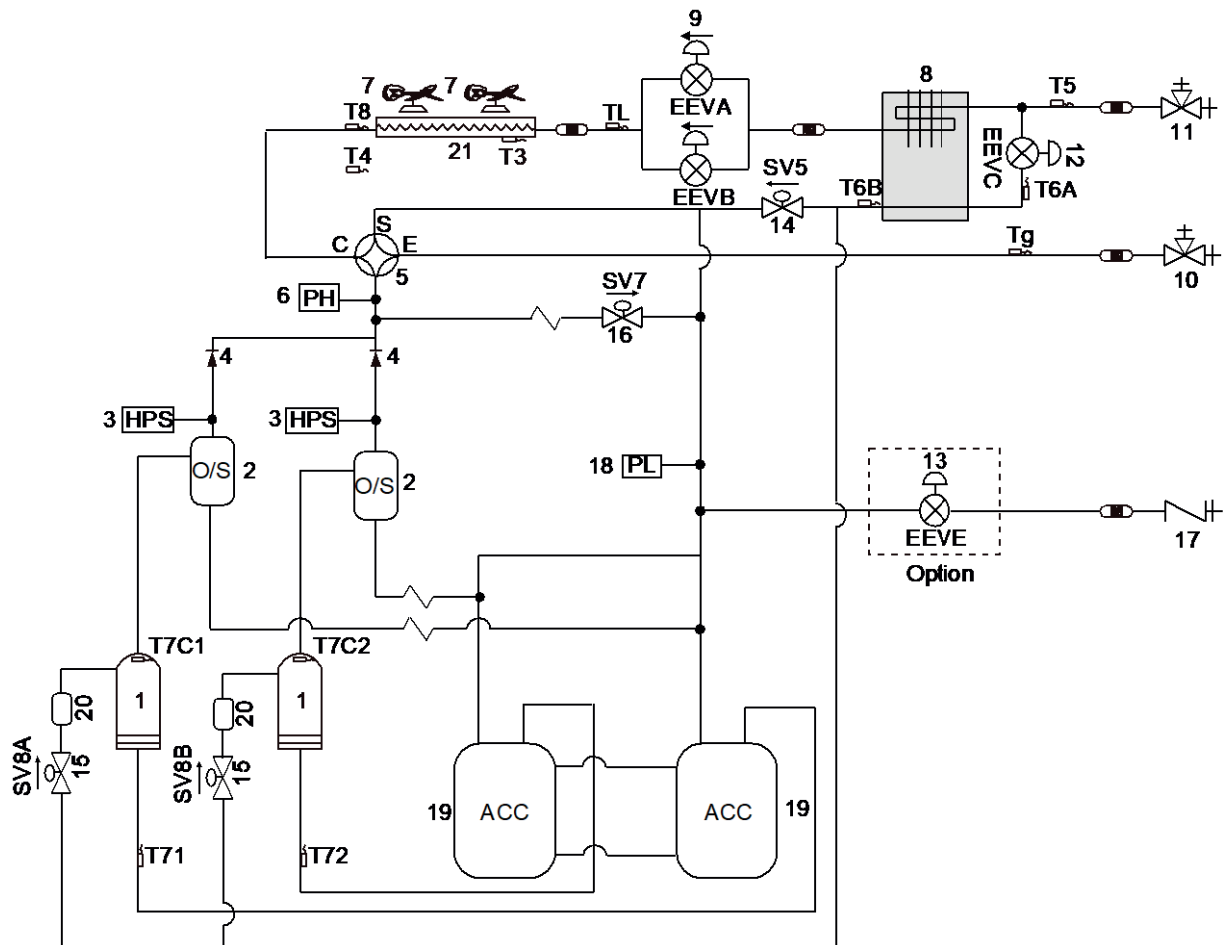 9
7 7 8 T5
T8 EEVA TL
11
T4 21 T3 EEVC 12
EEVB SV5 T6B T6A
S 14
C E Tg
5 10
6 PH SV7
16
4 4
3 HPS 3 HPS
O/S 2 O/S 2 18 PL 13
EEVE 17
Option
T7C1 T7C2
1 1
20 20
SV8A 15 SV8B 15
19 ACC ACC 19
T71 T72